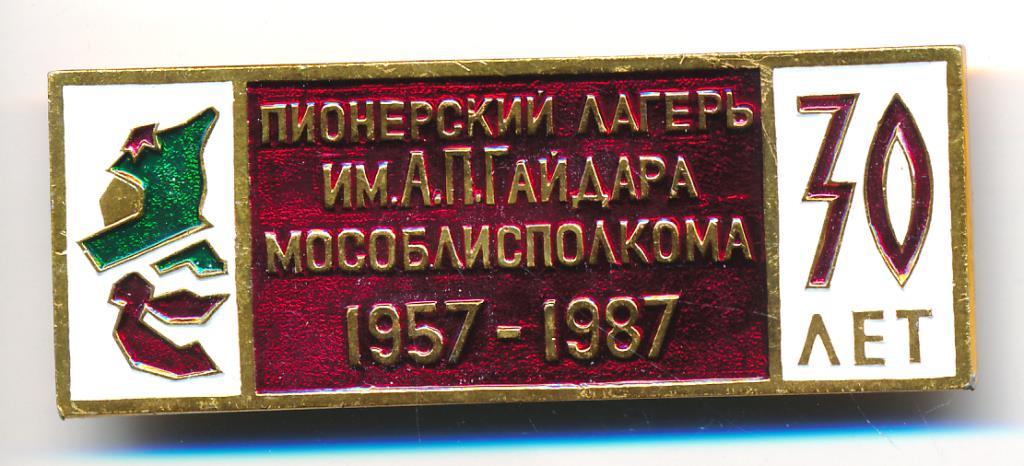 ПИОНЕРСКИЙ ЛАГЕРЬ
ИМ.А.П.ГАЙДАРА
МОСОБЛИСПОЛКОМА
1957-1987
30
ЛЕТ